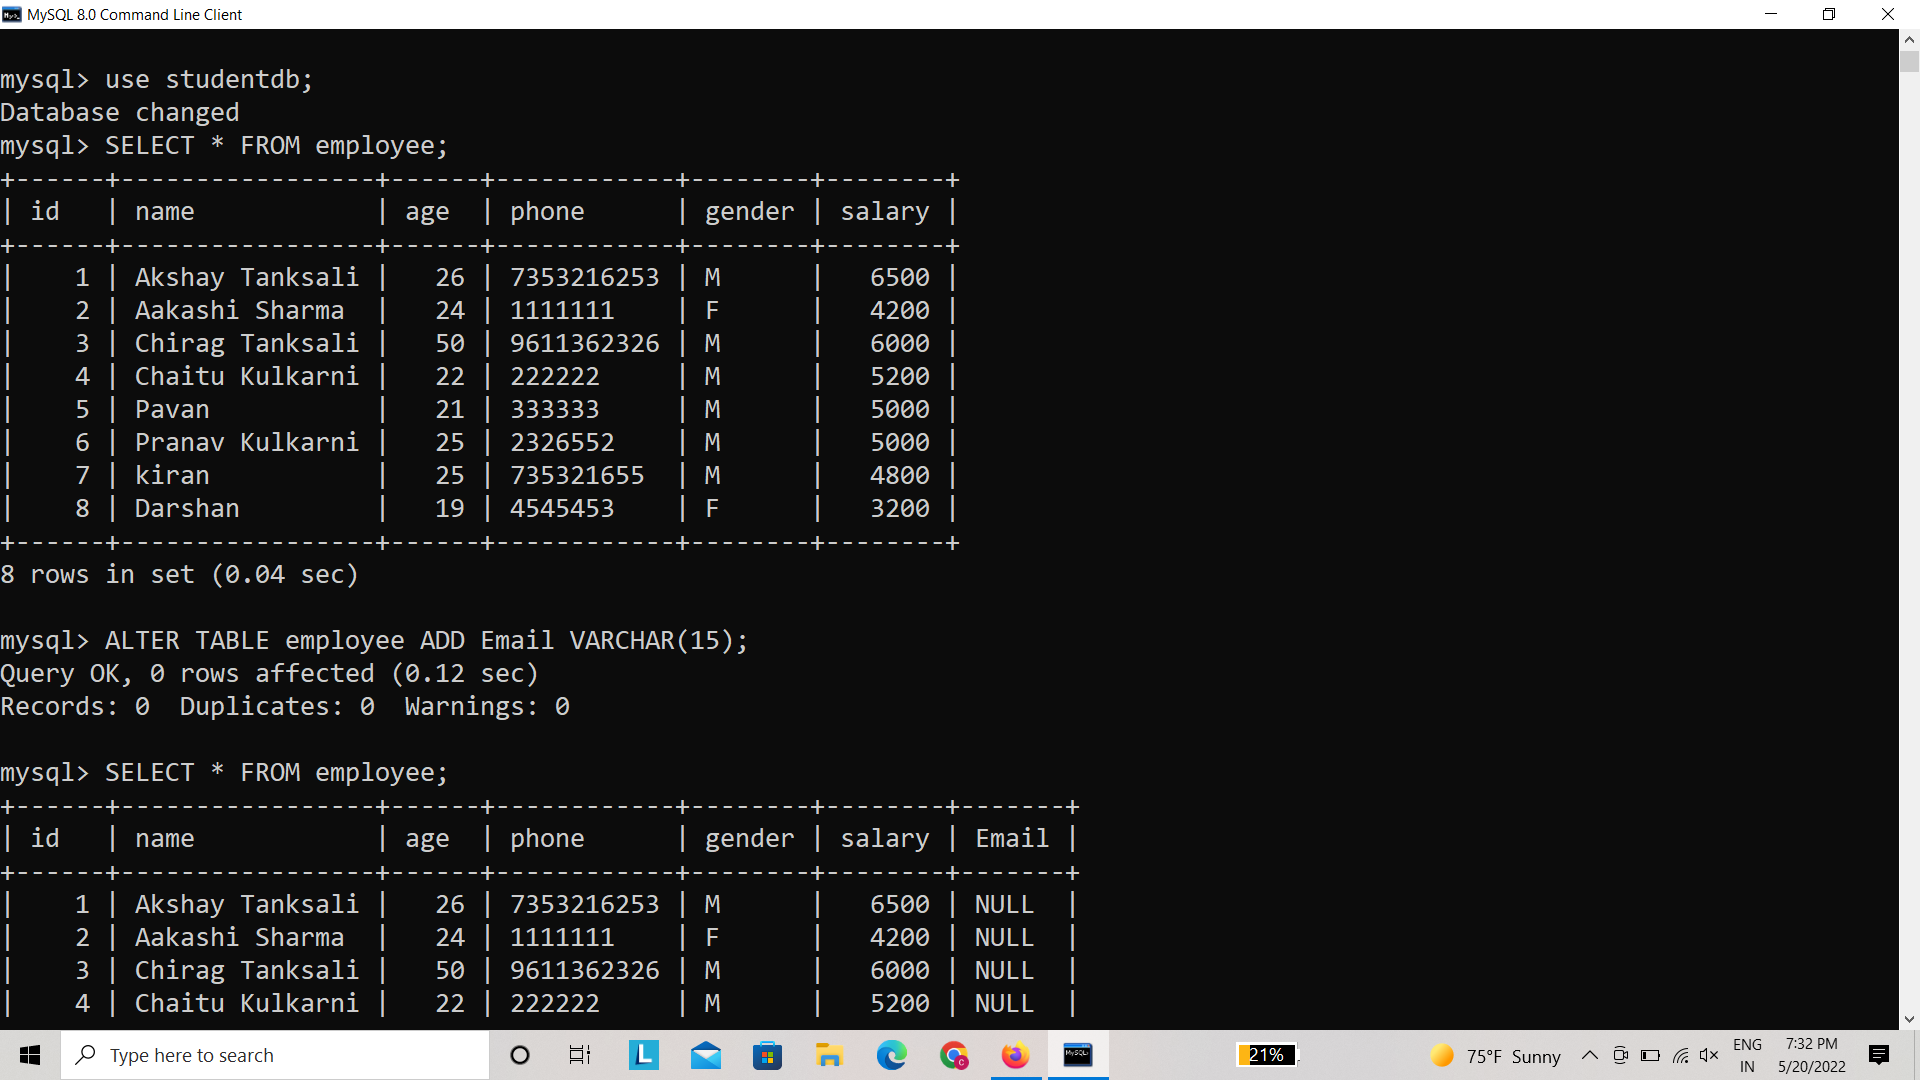 MySQL 8.0 Command Line Client
mysql> use studentdb;
Database changed
mysql> SELECT * FROM employee;
+------+-----------------+------+------------+--------+--------+
| id   | name            | age  | phone      | gender | salary |
+------+-----------------+------+------------+--------+--------+
|    1 | Akshay Tanksali |   26 | 7353216253 | M      |   6500 |
|    2 | Aakashi Sharma  |   24 | 1111111    | F      |   4200 |
|    3 | Chirag Tanksali |   50 | 9611362326 | M      |   6000 |
|    4 | Chaitu Kulkarni |   22 | 222222     | M      |   5200 |
|    5 | Pavan           |   21 | 333333     | M      |   5000 |
|    6 | Pranav Kulkarni |   25 | 2326552    | M      |   5000 |
|    7 | kiran           |   25 | 735321655  | M      |   4800 |
|    8 | Darshan         |   19 | 4545453    | F      |   3200 |
+------+-----------------+------+------------+--------+--------+
8 rows in set (0.04 sec)
mysql> ALTER TABLE employee ADD Email VARCHAR(15);
Query OK, 0 rows affected (0.12 sec)
Records: 0  Duplicates: 0  Warnings: 0
mysql> SELECT * FROM employee;
+------+-----------------+------+------------+--------+--------+-------+
| id   | name            | age  | phone      | gender | salary | Email |
+------+-----------------+------+------------+--------+--------+-------+
|    1 | Akshay Tanksali |   26 | 7353216253 | M      |   6500 | NULL  |
|    2 | Aakashi Sharma  |   24 | 1111111    | F      |   4200 | NULL  |
|    3 | Chirag Tanksali |   50 | 9611362326 | M      |   6000 | NULL  |
|    4 | Chaitu Kulkarni |   22 | 222222     | M      |   5200 | NULL  |
Type here to search
L
C
MySQL
21%
75°F Sunny
ENG
IN
7:32 PM
5/20/2022